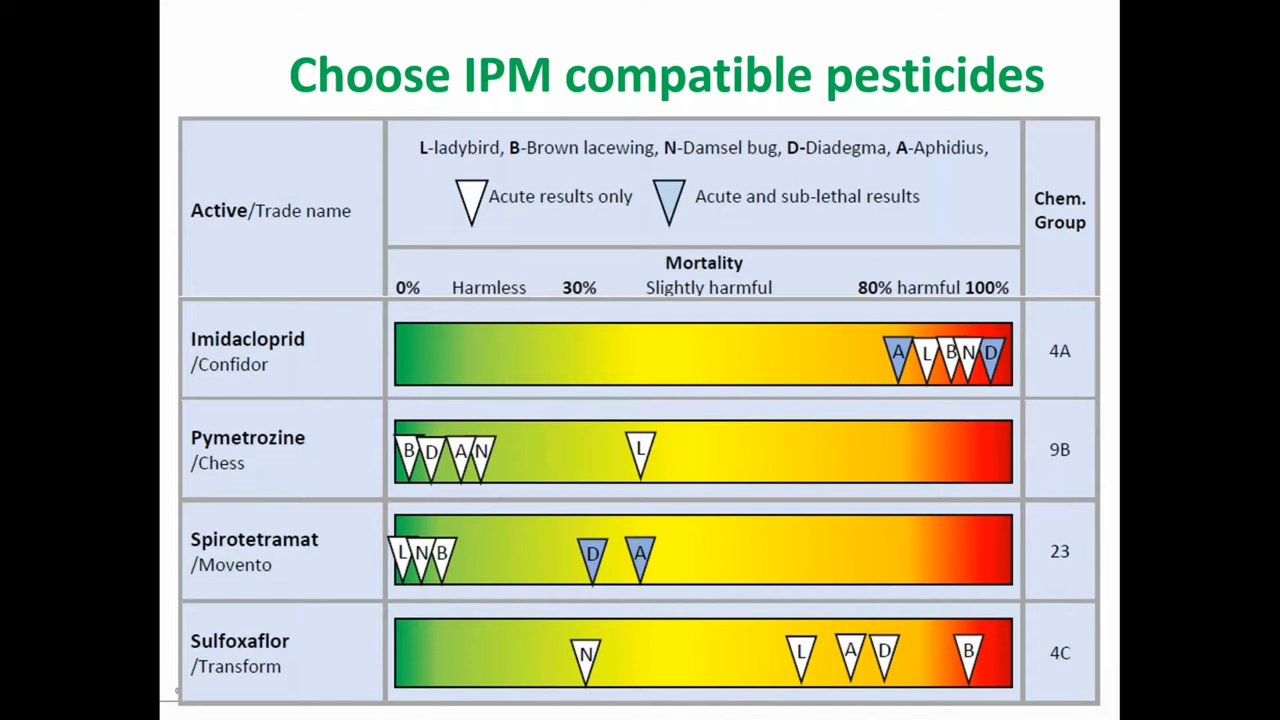 Choose IPM compatible pesticides
L-ladybird, B-Brown lacewing, N-Damsel bug, D-Diadegma, A-Aphidius,
Acute results only
Acute and sub-lethal results
Active/Trade name
Chem.
Group
Mortality
0% Harmless 30% Slightly harmful 80% harmful 100%
Imidacloprid
/Confidor
A L B N D
4A
Pymetrozine
/Chess
B D A N L
9B
Spirotetramat
/Movento
L N B D A
23
Sulfoxaflor
/Transform
N L A D B
4C